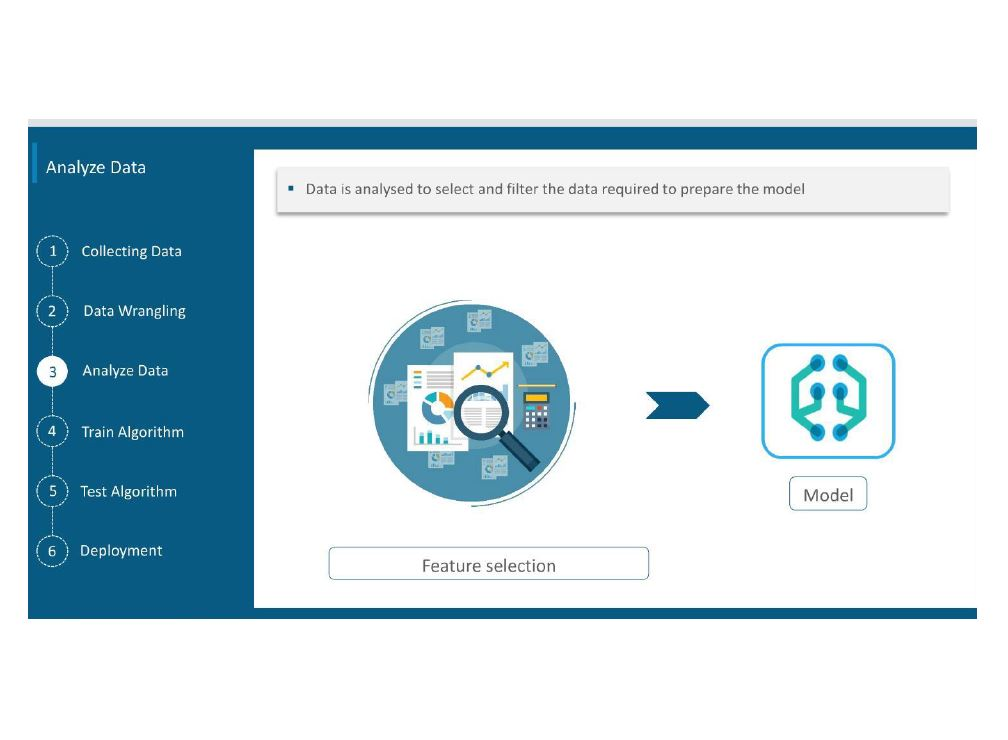 Analyze Data
1 Collecting Data
2 Data Wrangling
3 Analyze Data
4 Train Algorithm
5 Test Algorithm
6 Deployment
▪ Data is analysed to select and filter the data required to prepare the model
Feature selection
Model